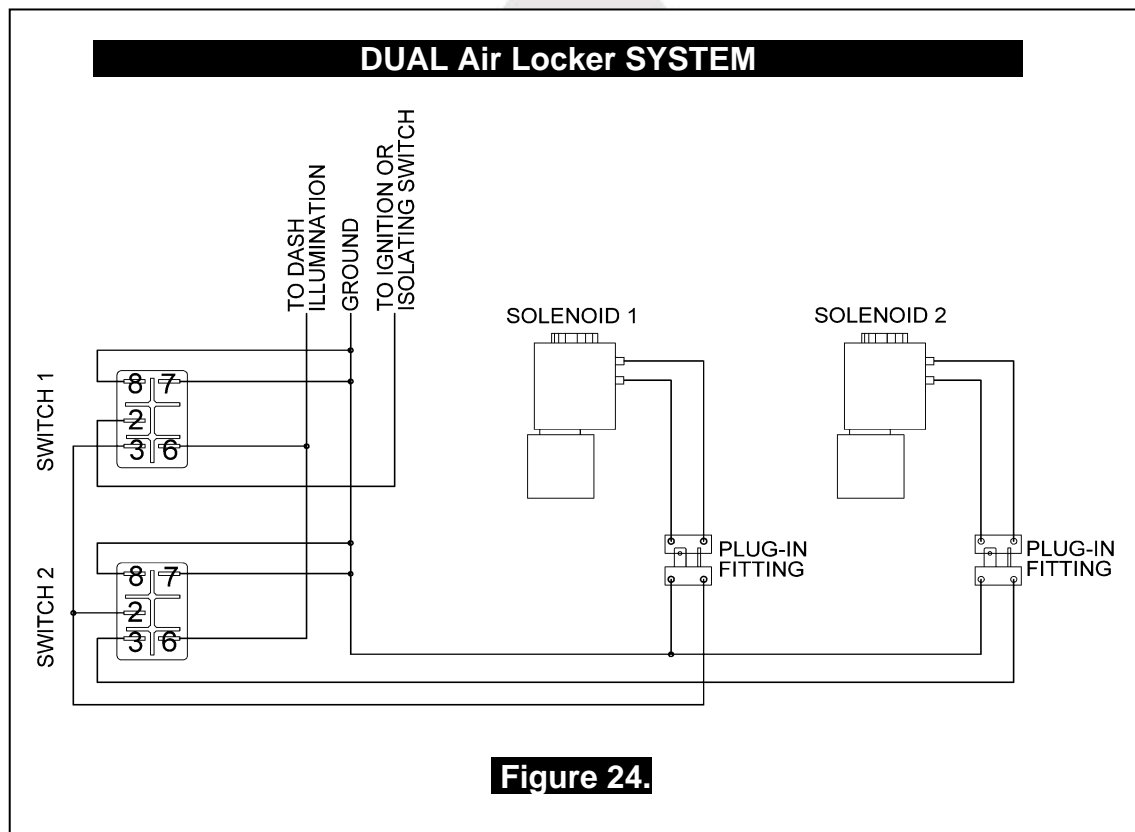 DUAL Air Locker SYSTEM
TO DASH
ILLUMINATION
GROUND
TO IGNITION OR
ISOLATING SWITCH
SOLENOID 1
SOLENOID 2
SWITCH 1
8 7
2
3 6
SWITCH 2
8 7
2
3 6
PLUG-IN
FITTING
PLUG-IN
FITTING
Figure 24.